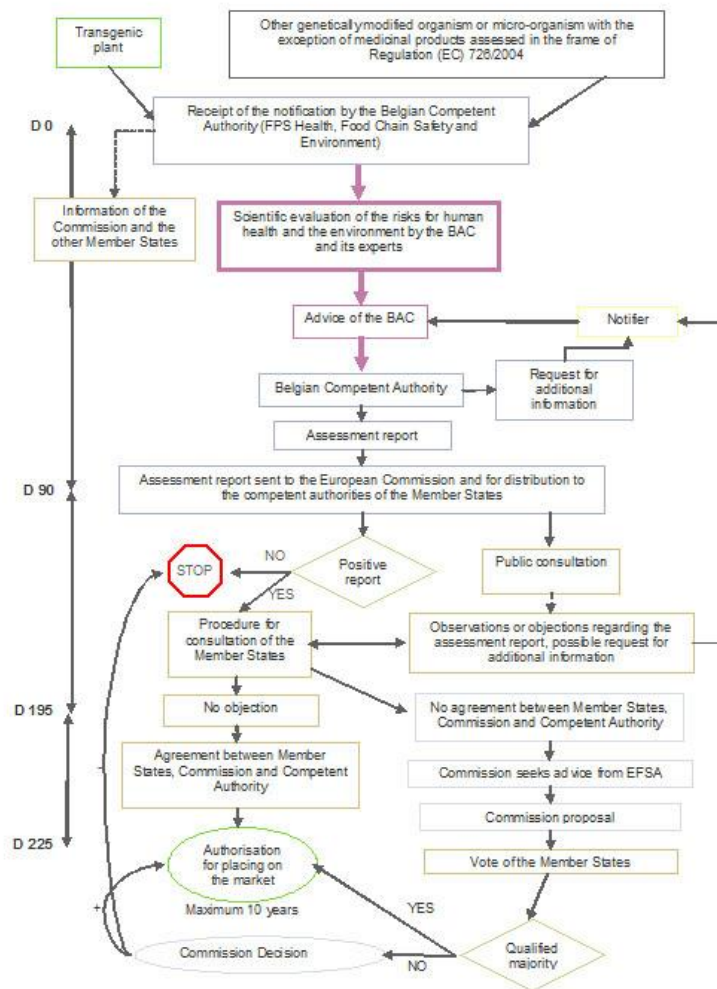 Transgenic
plant
Other genetically modified organism or micro-organism with the
exception of medicinal products assessed in the frame of
Regulation (EC) 726/2004
D 0
Receipt of the notification by the Belgian Competent
Authority (FPS Health, Food Chain Safety and
Environment)
Information of the
Commission and the
other Member States
Scientific evaluation of the risks for human
health and the environment by the BAC
and its experts
Advice of the BAC
Notifier
Belgian Competent Authority
Request for
additional
information
Assessment report
D 90
Assessment report sent to the European Commission and for distribution to
the competent authorities of the Member States
STOP
NO
Positive
report
Public consultation
YES
Procedure for
consultation of the
Member States
Observations or objections regarding the
assessment report, possible request for
additional information
D 195
No objection
No agreement between Member States,
Commission and Competent Authority
Agreement between Member
States, Commission and Competent
Authority
Commission seeks advice from EFSA
-
Commission proposal
D 225
Authorisation
for placing on
the market
Vote of the Member States
+
Maximum 10 years
YES
Commission Decision
NO
Qualified
majority